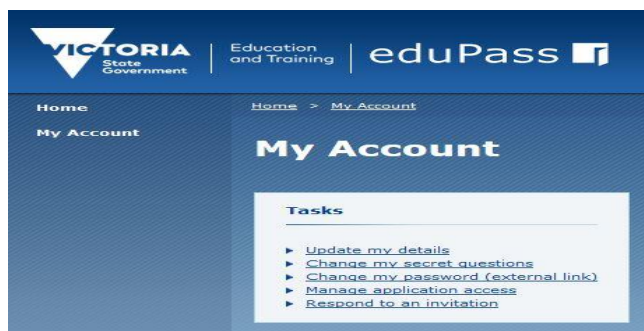 VICTORIA
State
Government
Education
and Training
eduPass
Home
My Account
Home > My Account
My Account
Tasks
Update my details
Change my secret questions
Change my password (external link)
Manage application access
Respond to an invitation